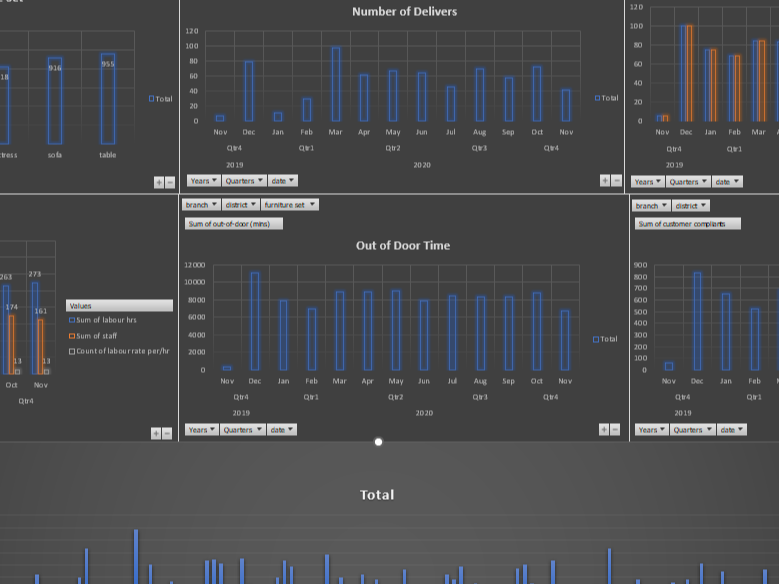 Number of Delivers
120
100
80
60
40
20
0
Nov Dec Jan Feb Mar Apr May Jun Jul Aug Sep Oct Nov
Qtr4 Qtr1 Qtr2 Qtr3 Qtr4
2019 2020
Total
Years Quarters date
+ −
18 916 955
sofa table
Total
+ −
120
100
80
60
40
20
0
Nov Dec Jan Feb Mar
Qtr4 Qtr1
2019
Years Quarters date
263 273
174 161
13 13
Oct Nov
Qtr4
Values
Sum of labour hrs
Sum of staff
Count of labour rate per/hr
+ −
branch district furniture set
Sum of out-of-door (mins)
Out of Door Time
12000
10000
8000
6000
4000
2000
0
Nov Dec Jan Feb Mar Apr May Jun Jul Aug Sep Oct Nov
Qtr4 Qtr1 Qtr2 Qtr3 Qtr4
2019 2020
Total
Years Quarters date
+ −
branch district
Sum of customer compliants
900
800
700
600
500
400
300
200
100
0
Nov Dec Jan Feb
Qtr4 Qtr1
2019
Years Quarters date
Total